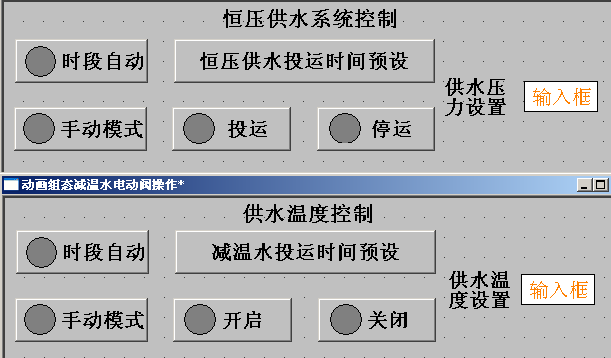 恒压供水系统控制
时段自动 恒压供水投运时间预设
供水压力设置 输入框
手动模式 投运 停运
动画组态减温水电动阀操作*
供水温度控制
时段自动 减温水投运时间预设
供水温度设置 输入框
手动模式 开启 关闭